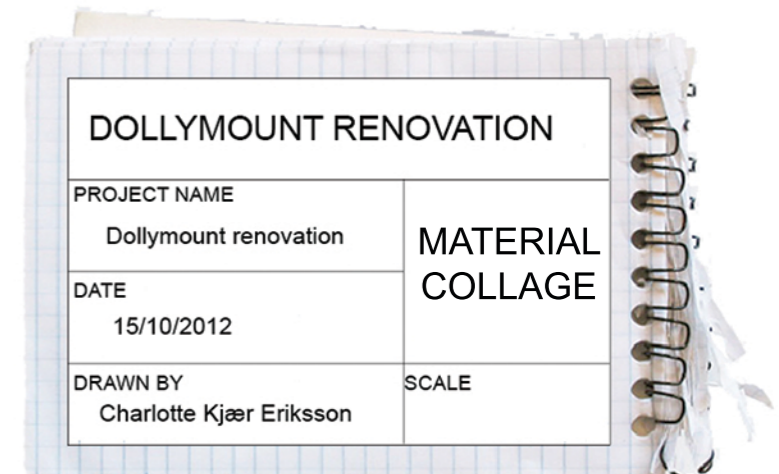 DOLLYMOUNT RENOVATION
PROJECT NAME
Dollymount renovation
MATERIAL
COLLAGE
DATE
15/10/2012
DRAWN BY
Charlotte Kjær Eriksson
SCALE